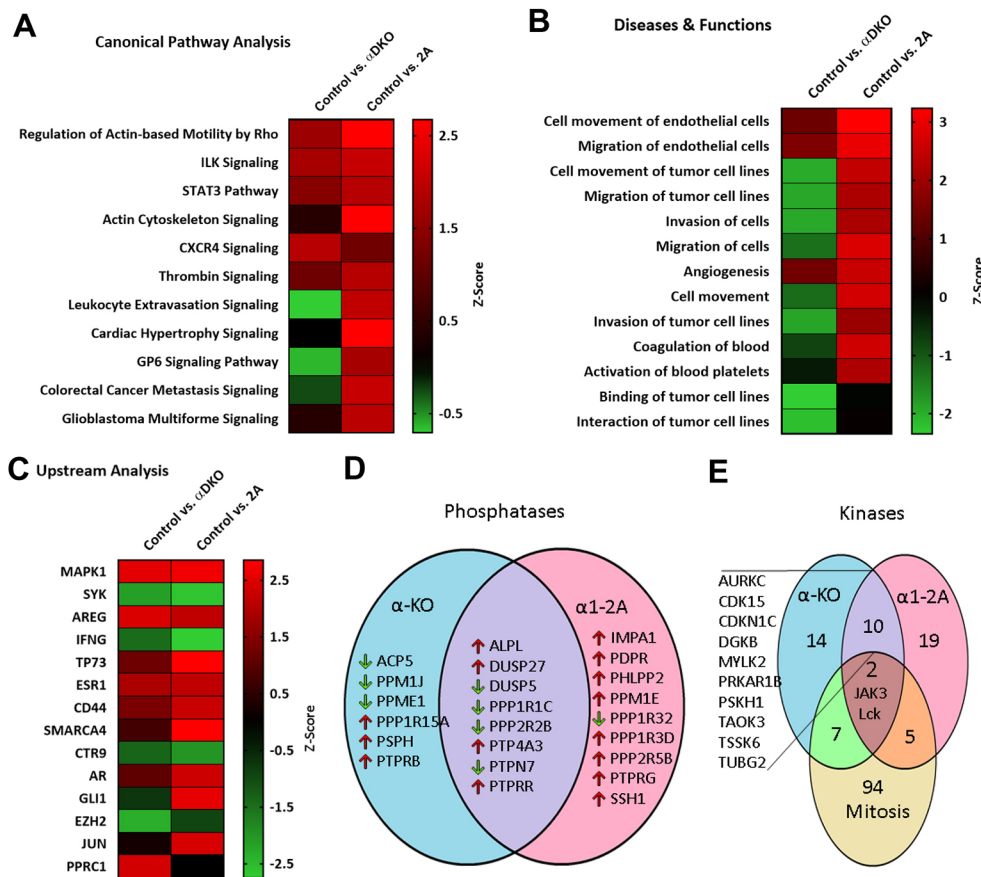 A
Canonical Pathway Analysis
Control vs. αDKO
Control vs. 2A
Regulation of Actin-based Motility by Rho
ILK Signaling
STAT3 Pathway
Actin Cytoskeleton Signaling
CXCR4 Signaling
Thrombin Signaling
Leukocyte Extravasation Signaling
Cardiac Hypertrophy Signaling
GP6 Signaling Pathway
Colorectal Cancer Metastasis Signaling
Glioblastoma Multiforme Signaling
2.5
1.5
0.5
-0.5
Z-Score
B
Diseases & Functions
Control vs. αDKO
Control vs. 2A
Cell movement of endothelial cells
Migration of endothelial cells
Cell movement of tumor cell lines
Migration of tumor cell lines
Invasion of cells
Migration of cells
Angiogenesis
Cell movement
Invasion of tumor cell lines
Coagulation of blood
Activation of blood platelets
Binding of tumor cell lines
Interaction of tumor cell lines
3
2
1
0
-1
-2
Z-Score
C
Upstream Analysis
Control vs. αDKO
Control vs. 2A
MAPK1
SYK
AREG
IFNG
TP73
ESR1
CD44
SMARCA4
CTR9
AR
GLI1
EZH2
JUN
PPRC1
2.5
1.5
0.5
-0.5
-1.5
-2.5
Z-Score
D
Phosphatases
α-KO
α1-2A
ACP5
PPM1J
PPME1
PPP1R15A
PSPH
PTPRB
ALPL
DUSP27
DUSP5
PPP1R1C
PPP2R2B
PTP4A3
PTPN7
PTPRR
IMPA1
PDPR
PHLPP2
PPM1E
PPP1R32
PPP1R3D
PPP2R5B
PTPRG
SSH1
E
Kinases
AURKC
CDK15
CDKN1C
DGKB
MYLK2
PRKAR1B
PSKH1
TAOK3
TSSK6
TUBG2
α-KO
α1-2A
14
10
19
2
JAK3
Lck
7
5
94
Mitosis